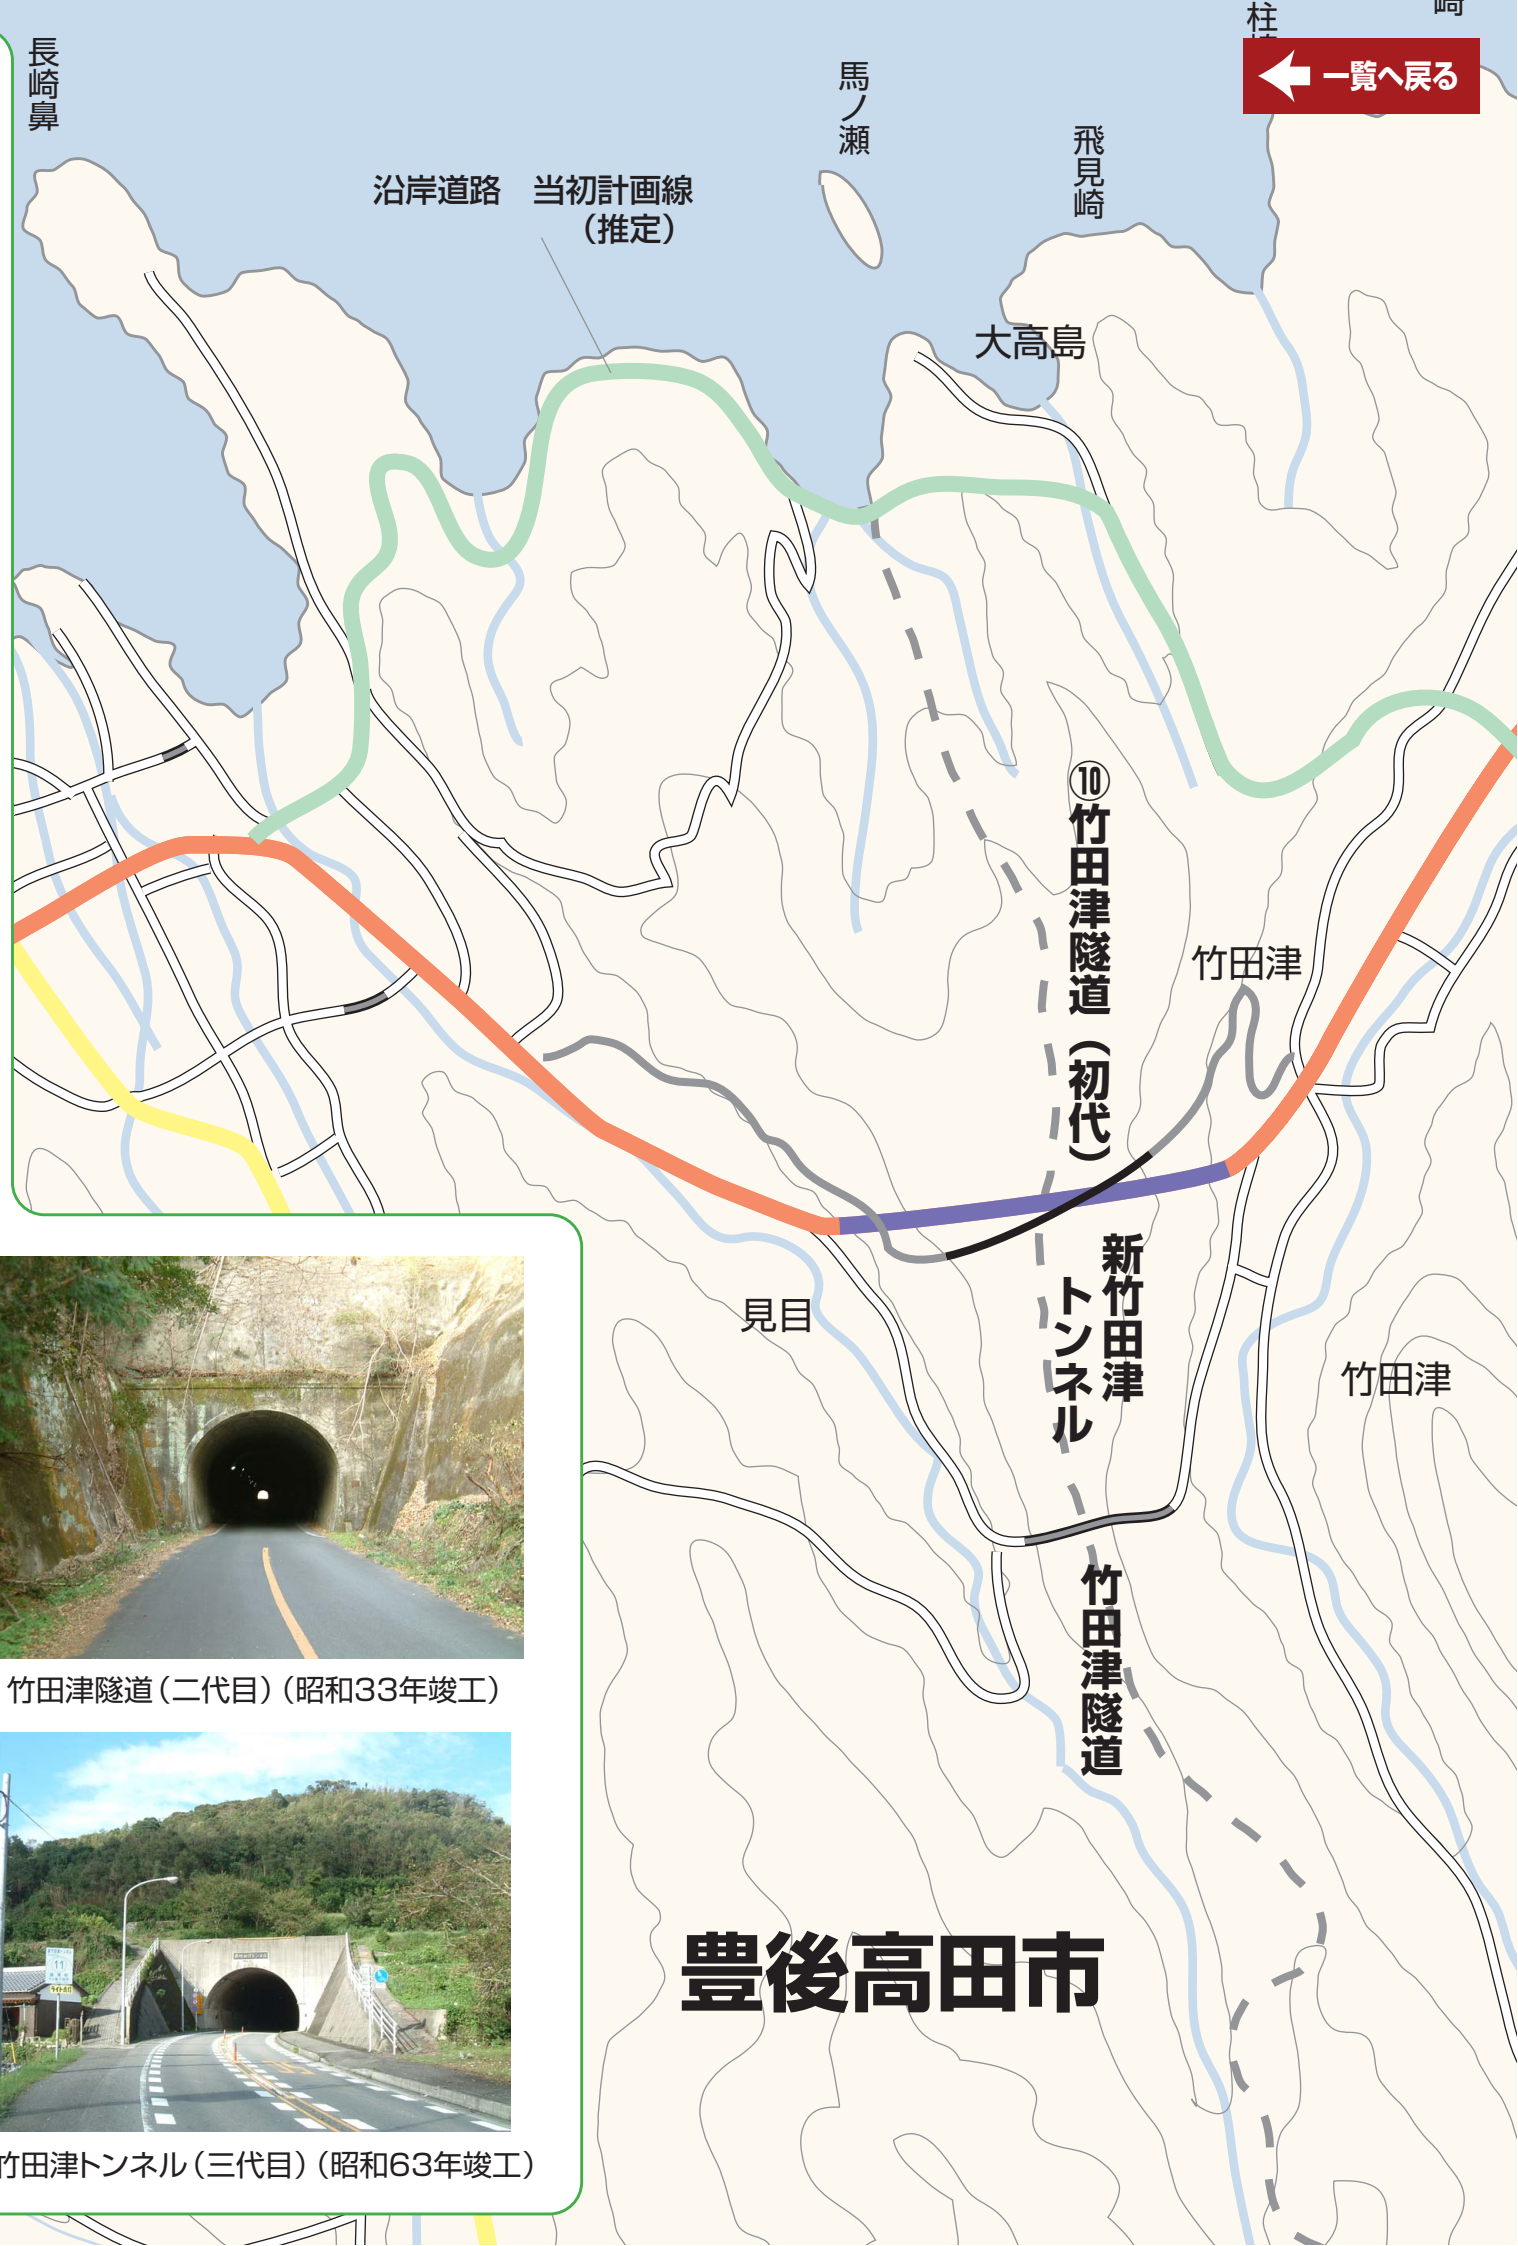 長崎鼻
馬ノ瀬
飛見崎
柱
崎
一覧へ戻る
沿岸道路　当初計画線
（推定）
大高島
⑩竹田津隧道（初代）
竹田津
新竹田津
トンネル
見目
竹田津
竹田津隧道
豊後高田市
竹田津隧道（二代目）（昭和33年竣工）
11
竹田津トンネル（三代目）（昭和63年竣工）